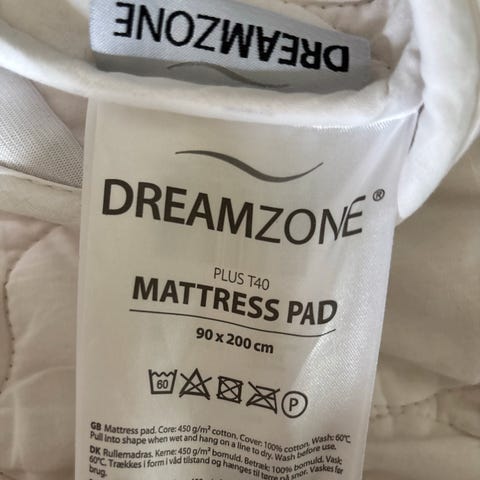 DREAMZONE
DREAMZONE®
PLUS T40
MATTRESS PAD
90 x 200 cm
60 P
GB Mattress pad. Core: 450 g/m² cotton. Cover: 100% cotton. Wash: 60°C.
Pull into shape when wet and hang on a line to dry. Wash before use.
DK Rullemadras. Kerne: 450 g/m² bomuld. Betræk: 100% bomuld. Vask:
60°C. Trækkes i form i våd tilstand og hænges til tørre på snor. Vaskes før
brug.